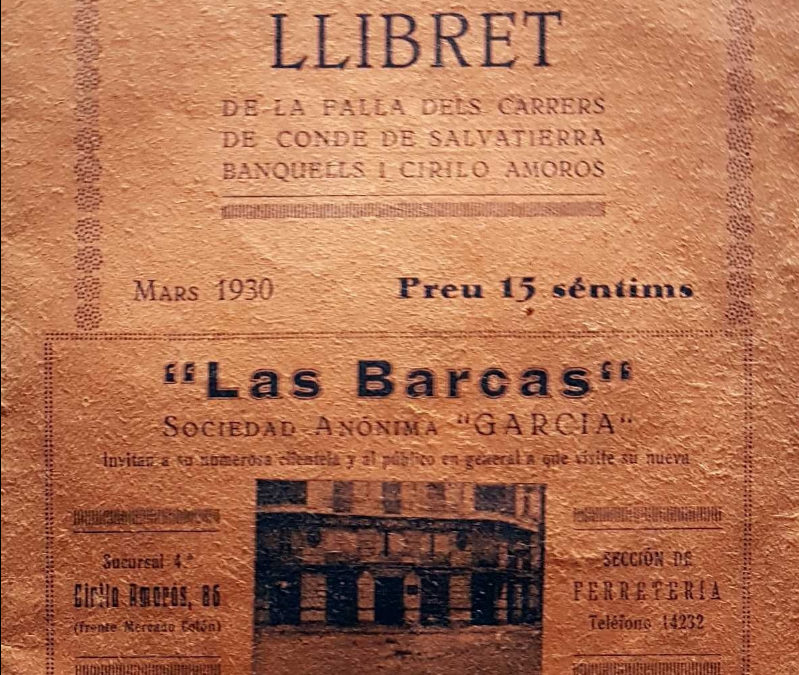 LLIBRET
DE LA FALLA DELS CARRERS
DE CONDE DE SALVATIERRA
BANQUELLS I CIRILO AMOROS
MARS 1930
Preu 15 séntims
"Las Barcas"
SOCIEDAD ANÓNIMA "GARCIA"
Invitan a su numerosa clientela y al público en general a que visite su nueva
Sucursal 4.ª
Cirilo Amorós, 86
(frente Mercado Colón)
SECCIÓN DE
FERRETERÍA
Teléfono 14232